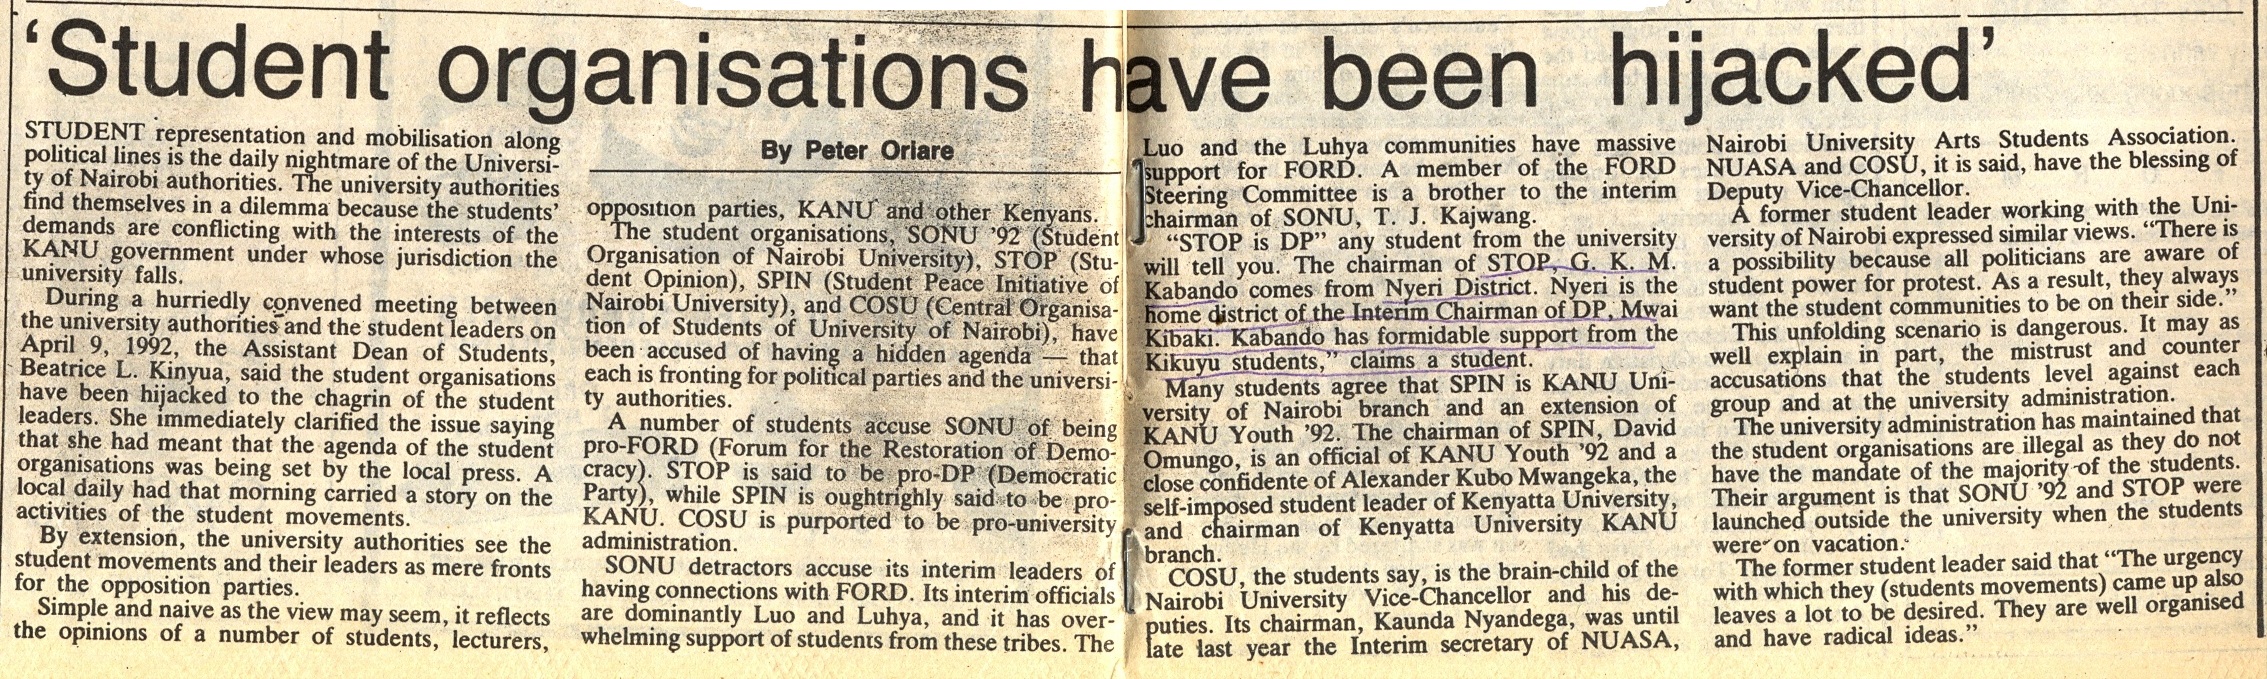 ‘Student organisations have been hijacked’
STUDENT representation and mobilisation along
political lines is the daily nightmare of the Universi-
ty of Nairobi authorities. The university authorities
find themselves in a dilemma because the students’
demands are conflicting with the interests of the
KANU government under whose jurisdiction the
university falls.
During a hurriedly convened meeting between
the university authorities and the student leaders on
April 9, 1992, the Assistant Dean of Students,
Beatrice L. Kinyua, said the student organisations
have been hijacked to the chagrin of the student
leaders. She immediately clarified the issue saying
that she had meant that the agenda of the student
organisations was being set by the local press. A
local daily had that morning carried a story on the
activities of the student movements.
By extension, the university authorities see the
student movements and their leaders as mere fronts
for the opposition parties.
Simple and naive as the view may seem, it reflects
the opinions of a number of students, lecturers,
By Peter Oriare
opposition parties, KANU and other Kenyans.
The student organisations, SONU ’92 (Student
Organisation of Nairobi University), STOP (Stu-
dent Opinion), SPIN (Student Peace Initiative of
Nairobi University), and COSU (Central Organisa-
tion of Students of University of Nairobi), have
been accused of having a hidden agenda — that
each is fronting for political parties and the universi-
ty authorities.
A number of students accuse SONU of being
pro-FORD (Forum for the Restoration of Demo-
cracy). STOP is said to be pro-DP (Democratic
Party), while SPIN is oughtrighly said to be pro-
KANU. COSU is purported to be pro-university
administration.
SONU detractors accuse its interim leaders of
having connections with FORD. Its interim officials
are dominantly Luo and Luhya, and it has over-
whelming support of students from these tribes. The
Luo and the Luhya communities have massive
support for FORD. A member of the FORD
Steering Committee is a brother to the interim
chairman of SONU, T. J. Kajwang.
“STOP is DP” any student from the university
will tell you. The chairman of STOP, G. K. M.
Kabando comes from Nyeri District. Nyeri is the
home district of the Interim Chairman of DP, Mwai
Kibaki. Kabando has formidable support from the
Kikuyu students,” claims a student.
Many students agree that SPIN is KANU Uni-
versity of Nairobi branch and an extension of
KANU Youth ’92. The chairman of SPIN, David
Omungo, is an official of KANU Youth ’92 and a
close confidente of Alexander Kubo Mwangeka, the
self-imposed student leader of Kenyatta University,
and chairman of Kenyatta University KANU
branch.
COSU, the students say, is the brain-child of the
Nairobi University Vice-Chancellor and his de-
puties. Its chairman, Kaunda Nyandega, was until
late last year the Interim secretary of NUASA,
Nairobi University Arts Students Association.
NUASA and COSU, it is said, have the blessing of
Deputy Vice-Chancellor.
A former student leader working with the Uni-
versity of Nairobi expressed similar views. “There is
a possibility because all politicians are aware of
student power for protest. As a result, they always
want the student communities to be on their side.”
This unfolding scenario is dangerous. It may as
well explain in part, the mistrust and counter
accusations that the students level against each
group and at the university administration.
The university administration has maintained that
the student organisations are illegal as they do not
have the mandate of the majority of the students.
Their argument is that SONU ’92 and STOP were
launched outside the university when the students
were on vacation.
The former student leader said that “The urgency
with which they (students movements) came up also
leaves a lot to be desired. They are well organised
and have radical ideas.”